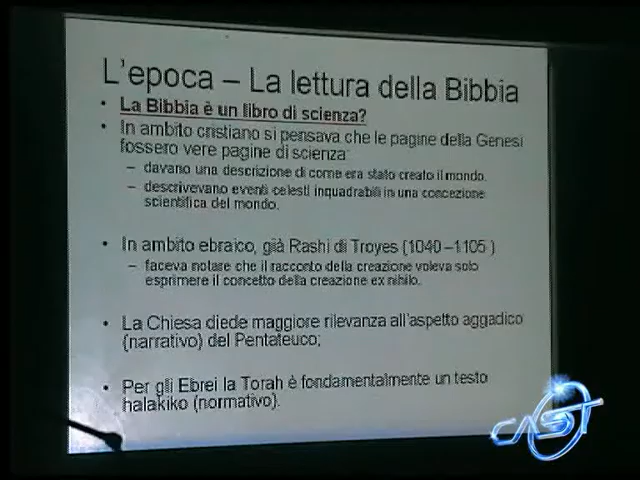 L'epoca – La lettura della Bibbia
• La Bibbia è un libro di scienza?
• In ambito cristiano si pensava che le pagine della Genesi
fossero vere pagine di scienza:
– davano una descrizione di come era stato creato il mondo.
– descrivevano eventi celesti inquadrabili in una concezione
scientifica del mondo.
• In ambito ebraico, già Rashi di Troyes (1040 –1105 )
– faceva notare che il racconto della creazione voleva solo
esprimere il concetto della creazione ex nihilo.
• La Chiesa diede maggiore rilevanza all'aspetto aggadico
(narrativo) del Pentateuco;
• Per gli Ebrei la Torah è fondamentalmente un testo
halakiko (normativo).
CAST